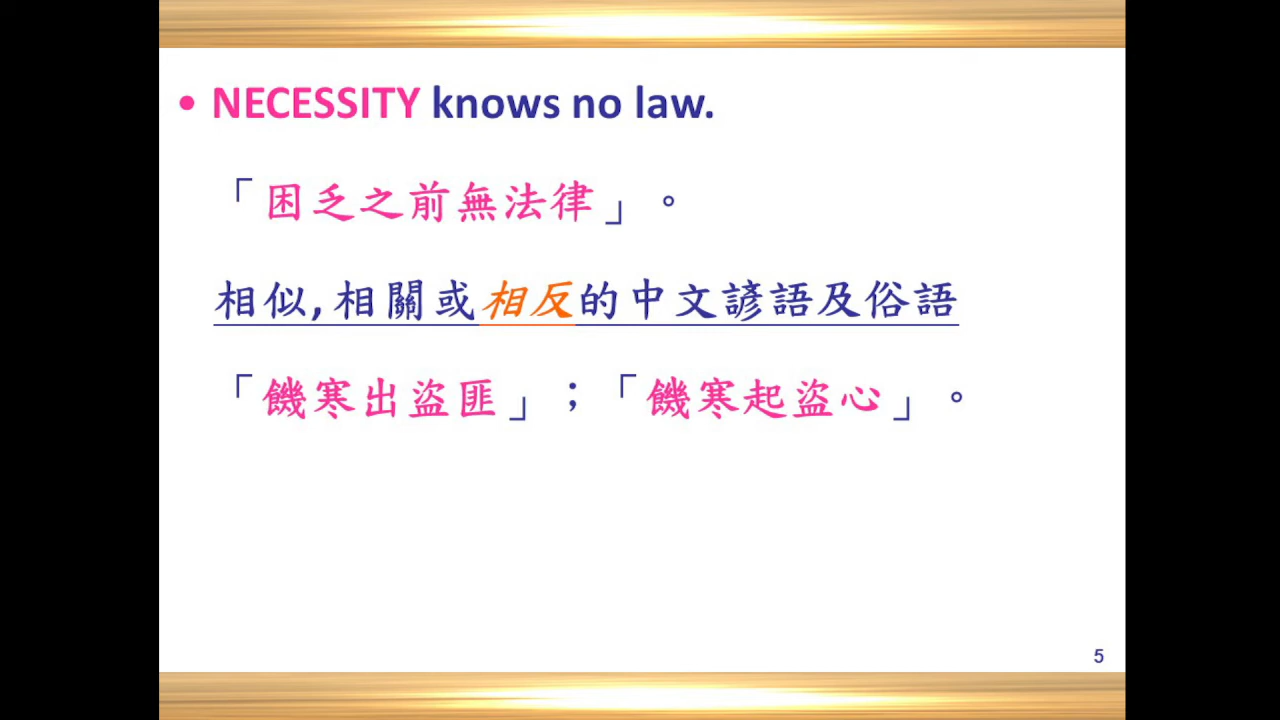 • NECESSITY knows no law.
「困乏之前無法律」。
相似,相關或相反的中文諺語及俗語
「饑寒出盜匪」；「饑寒起盜心」。
5